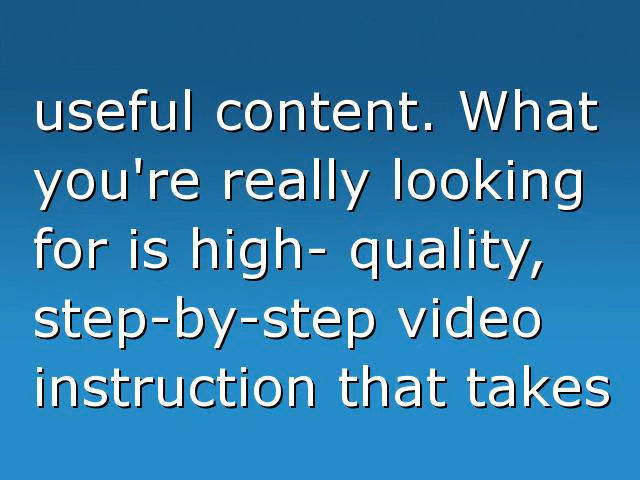 useful content. What
you're really looking
for is high- quality,
step-by-step video
instruction that takes